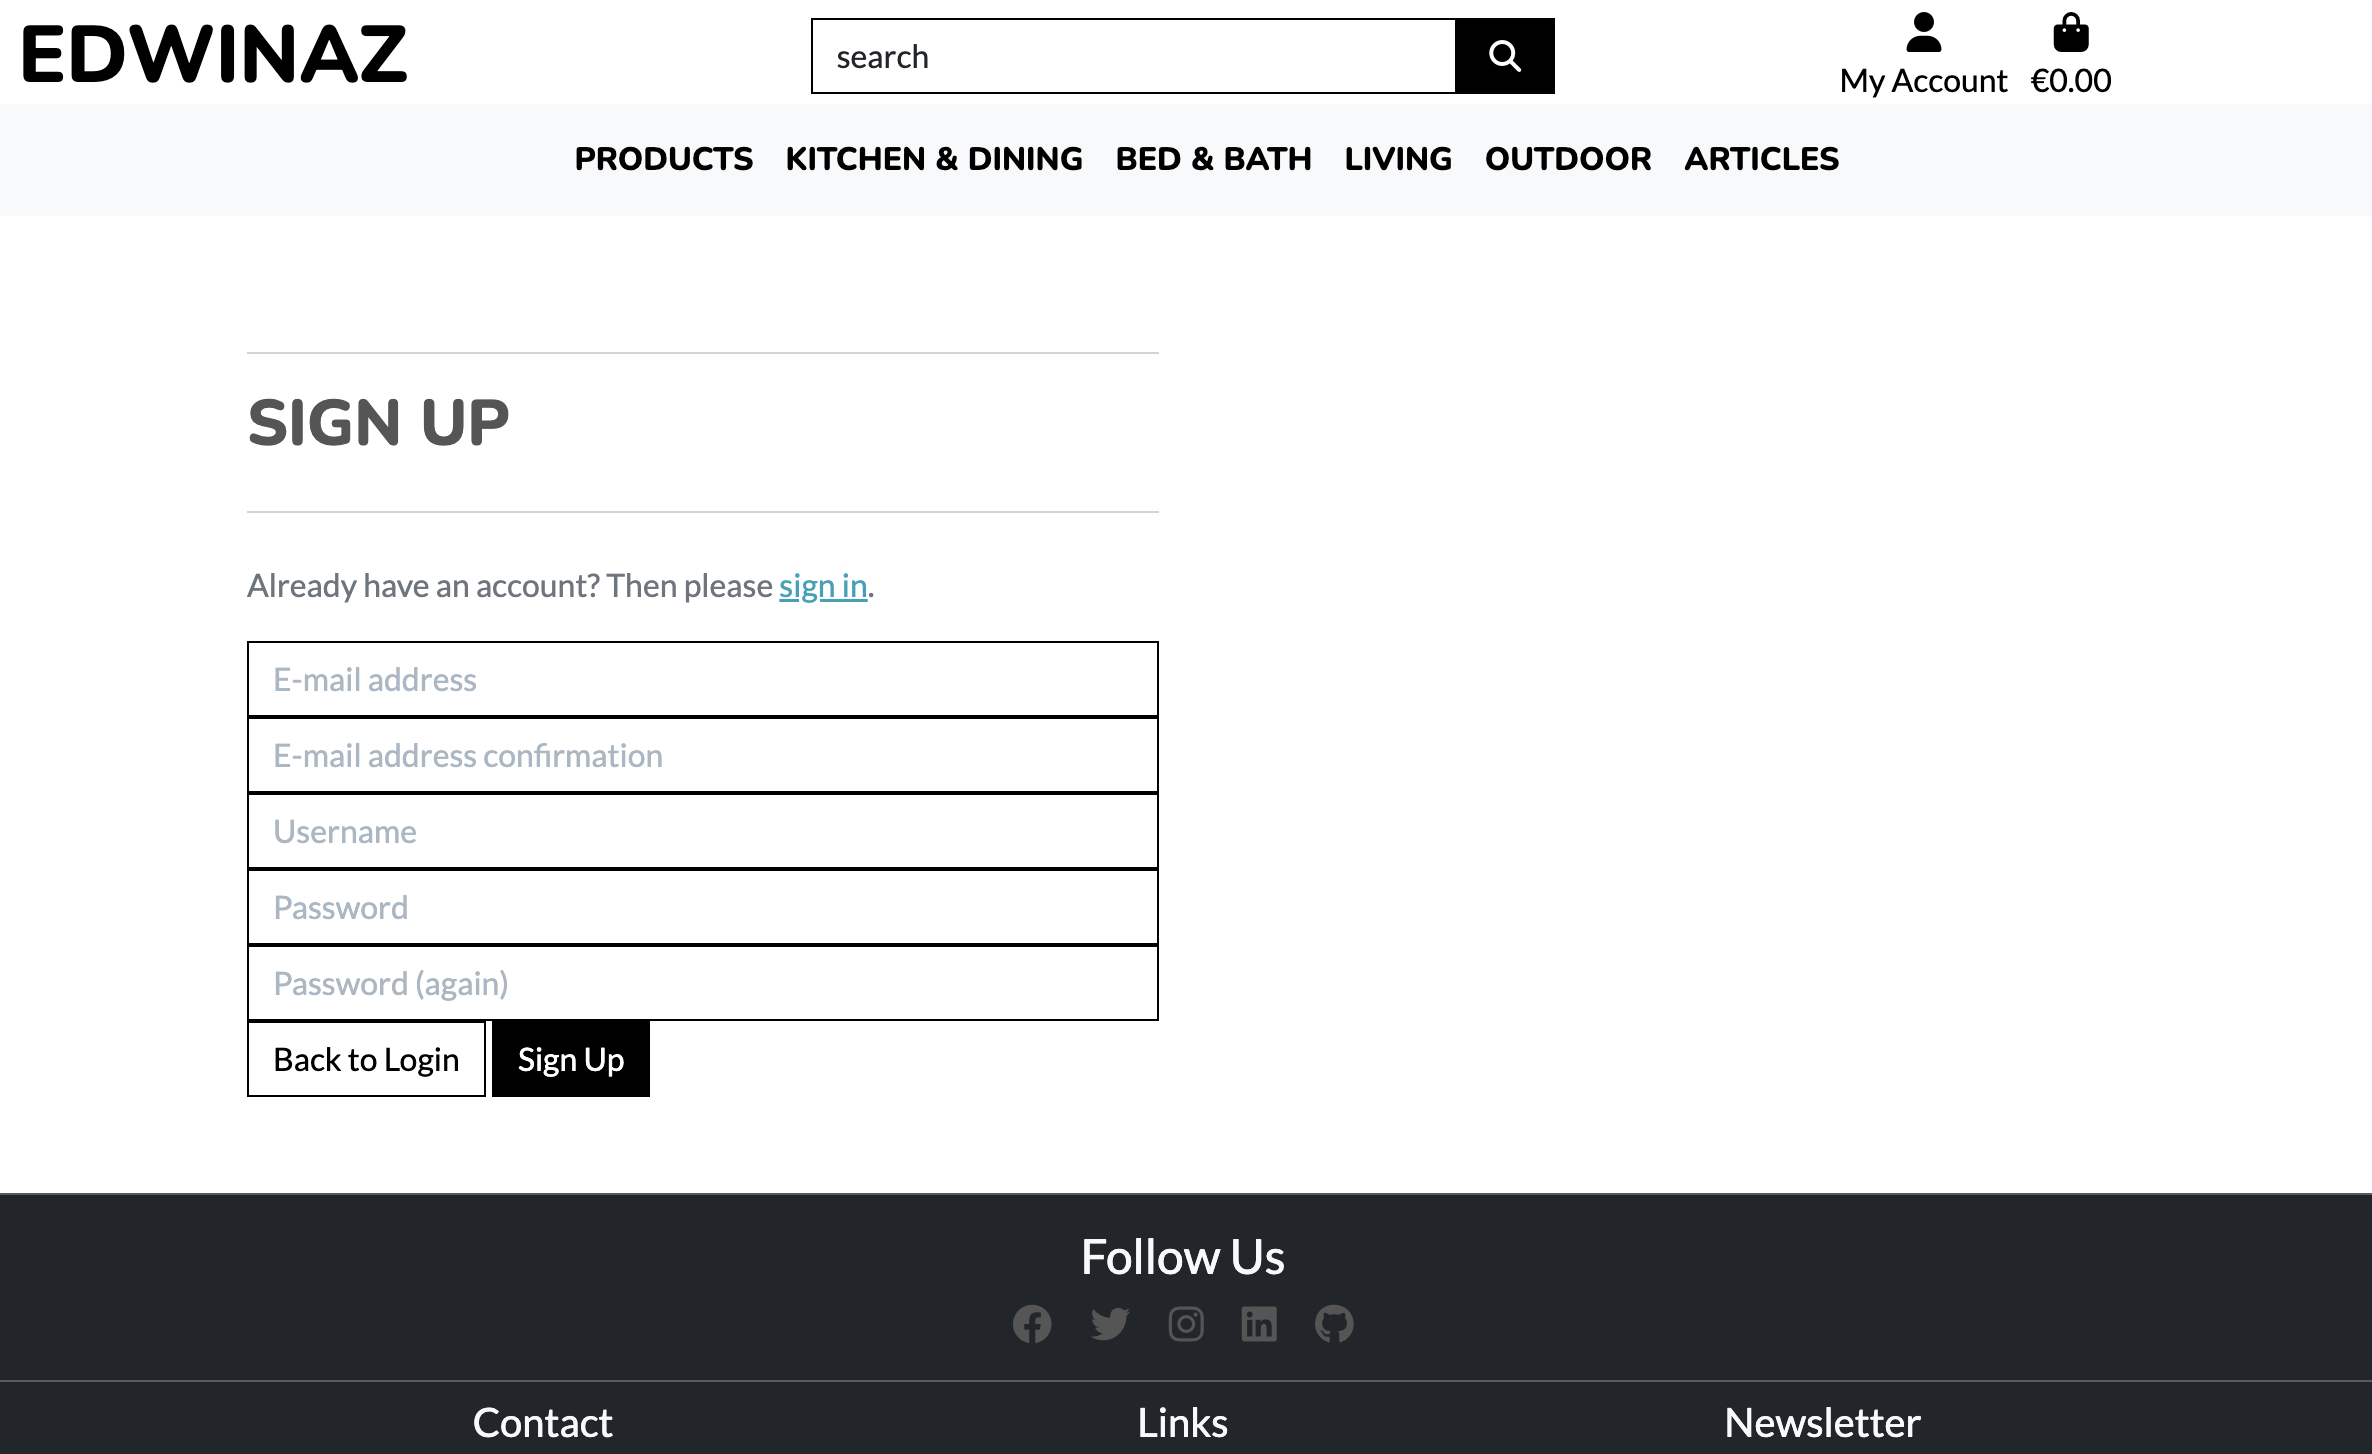 EDWINAZ
search
My Account €0.00
PRODUCTS KITCHEN & DINING BED & BATH LIVING OUTDOOR ARTICLES
SIGN UP
Already have an account? Then please sign in.
E-mail address
E-mail address confirmation
Username
Password
Password (again)
Back to Login Sign Up
Follow Us
Contact Links Newsletter